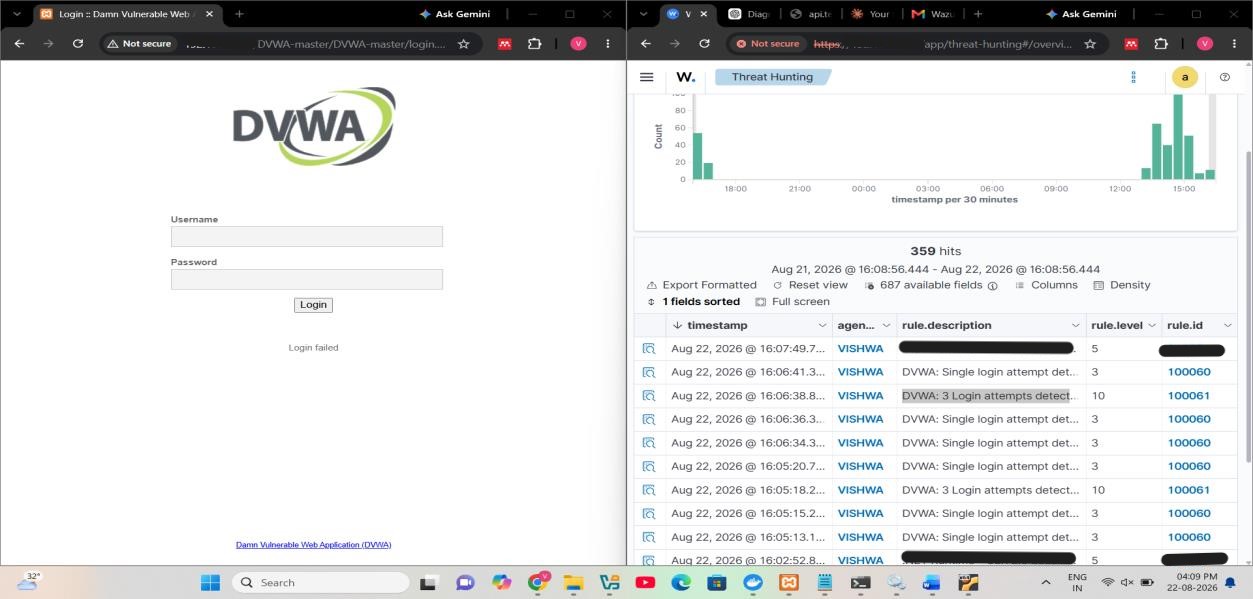 Login :: Damn Vulnerable Web
Ask Gemini
Not secure
DVWA-master/DVWA-master/login....
V
DVWA
Username
Password
Login
Login failed
Damn Vulnerable Web Application (DVWA)
V
Diag
api.te
Your
Wazu
Ask Gemini
Not secure
https:
app/threat-hunting#/overvi...
V
W.
Threat Hunting
a
Count
80
60
40
20
0
18:00
21:00
00:00
03:00
06:00
09:00
12:00
15:00
timestamp per 30 minutes
359 hits
Aug 21, 2026 @ 16:08:56.444 - Aug 22, 2026 @ 16:08:56.444
Export Formatted
Reset view
687 available fields
Columns
Density
1 fields sorted
Full screen
timestamp agen... rule.description rule.level rule.id
Aug 22, 2026 @ 16:07:49.7... VISHWA 5
Aug 22, 2026 @ 16:06:41.3... VISHWA DVWA: Single login attempt det... 3 100060
Aug 22, 2026 @ 16:06:38.8... VISHWA DVWA: 3 Login attempts detect... 10 100061
Aug 22, 2026 @ 16:06:36.3... VISHWA DVWA: Single login attempt det... 3 100060
Aug 22, 2026 @ 16:06:34.3... VISHWA DVWA: Single login attempt det... 3 100060
Aug 22, 2026 @ 16:05:20.7... VISHWA DVWA: Single login attempt det... 3 100060
Aug 22, 2026 @ 16:05:18.2... VISHWA DVWA: 3 Login attempts detect... 10 100061
Aug 22, 2026 @ 16:05:15.2... VISHWA DVWA: Single login attempt det... 3 100060
Aug 22, 2026 @ 16:05:13.1... VISHWA DVWA: Single login attempt det... 3 100060
Aug 22, 2026 @ 16:02:52.8... VISHWA 5
32°
Search
ENG
IN
04:09 PM
22-08-2026